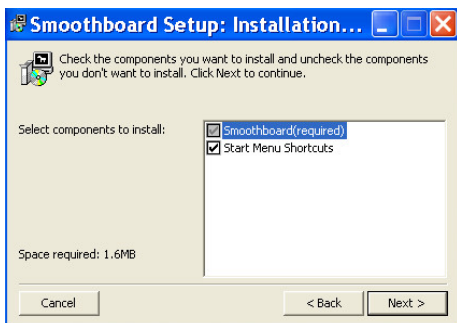 Smoothboard Setup: Installation...
Check the components you want to install and uncheck the components
you don't want to install. Click Next to continue.
Select components to install:
Smoothboard(required)
Start Menu Shortcuts
Space required: 1.6MB
Cancel
< Back
Next >